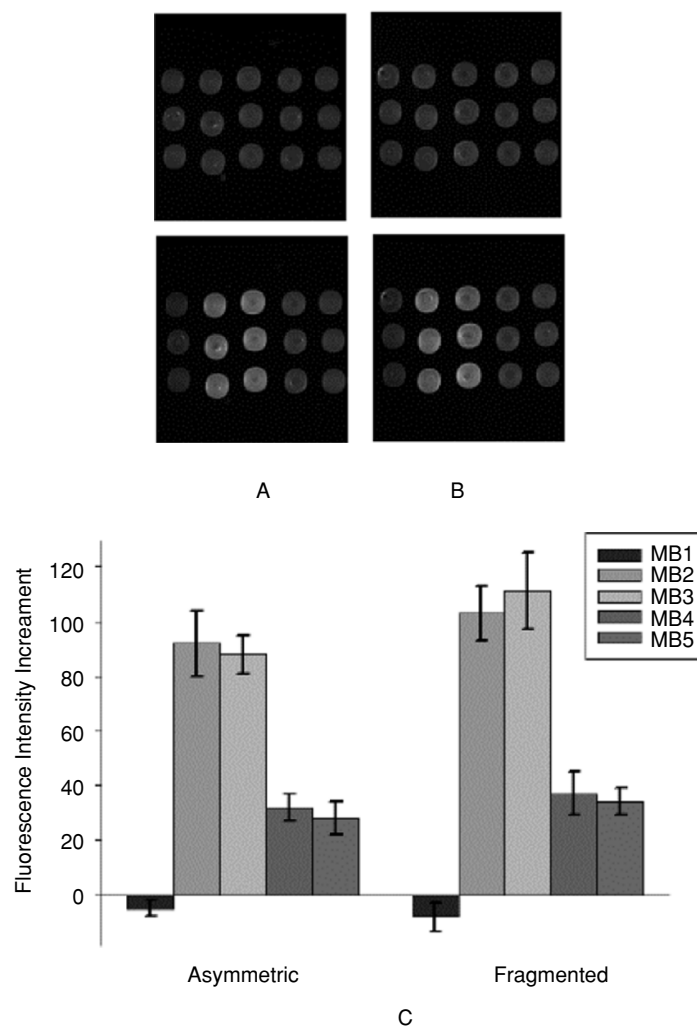 A
B
Fluorescence Intensity Increament
120
100
80
60
40
20
0
MB1
MB2
MB3
MB4
MB5
Asymmetric
Fragmented
C